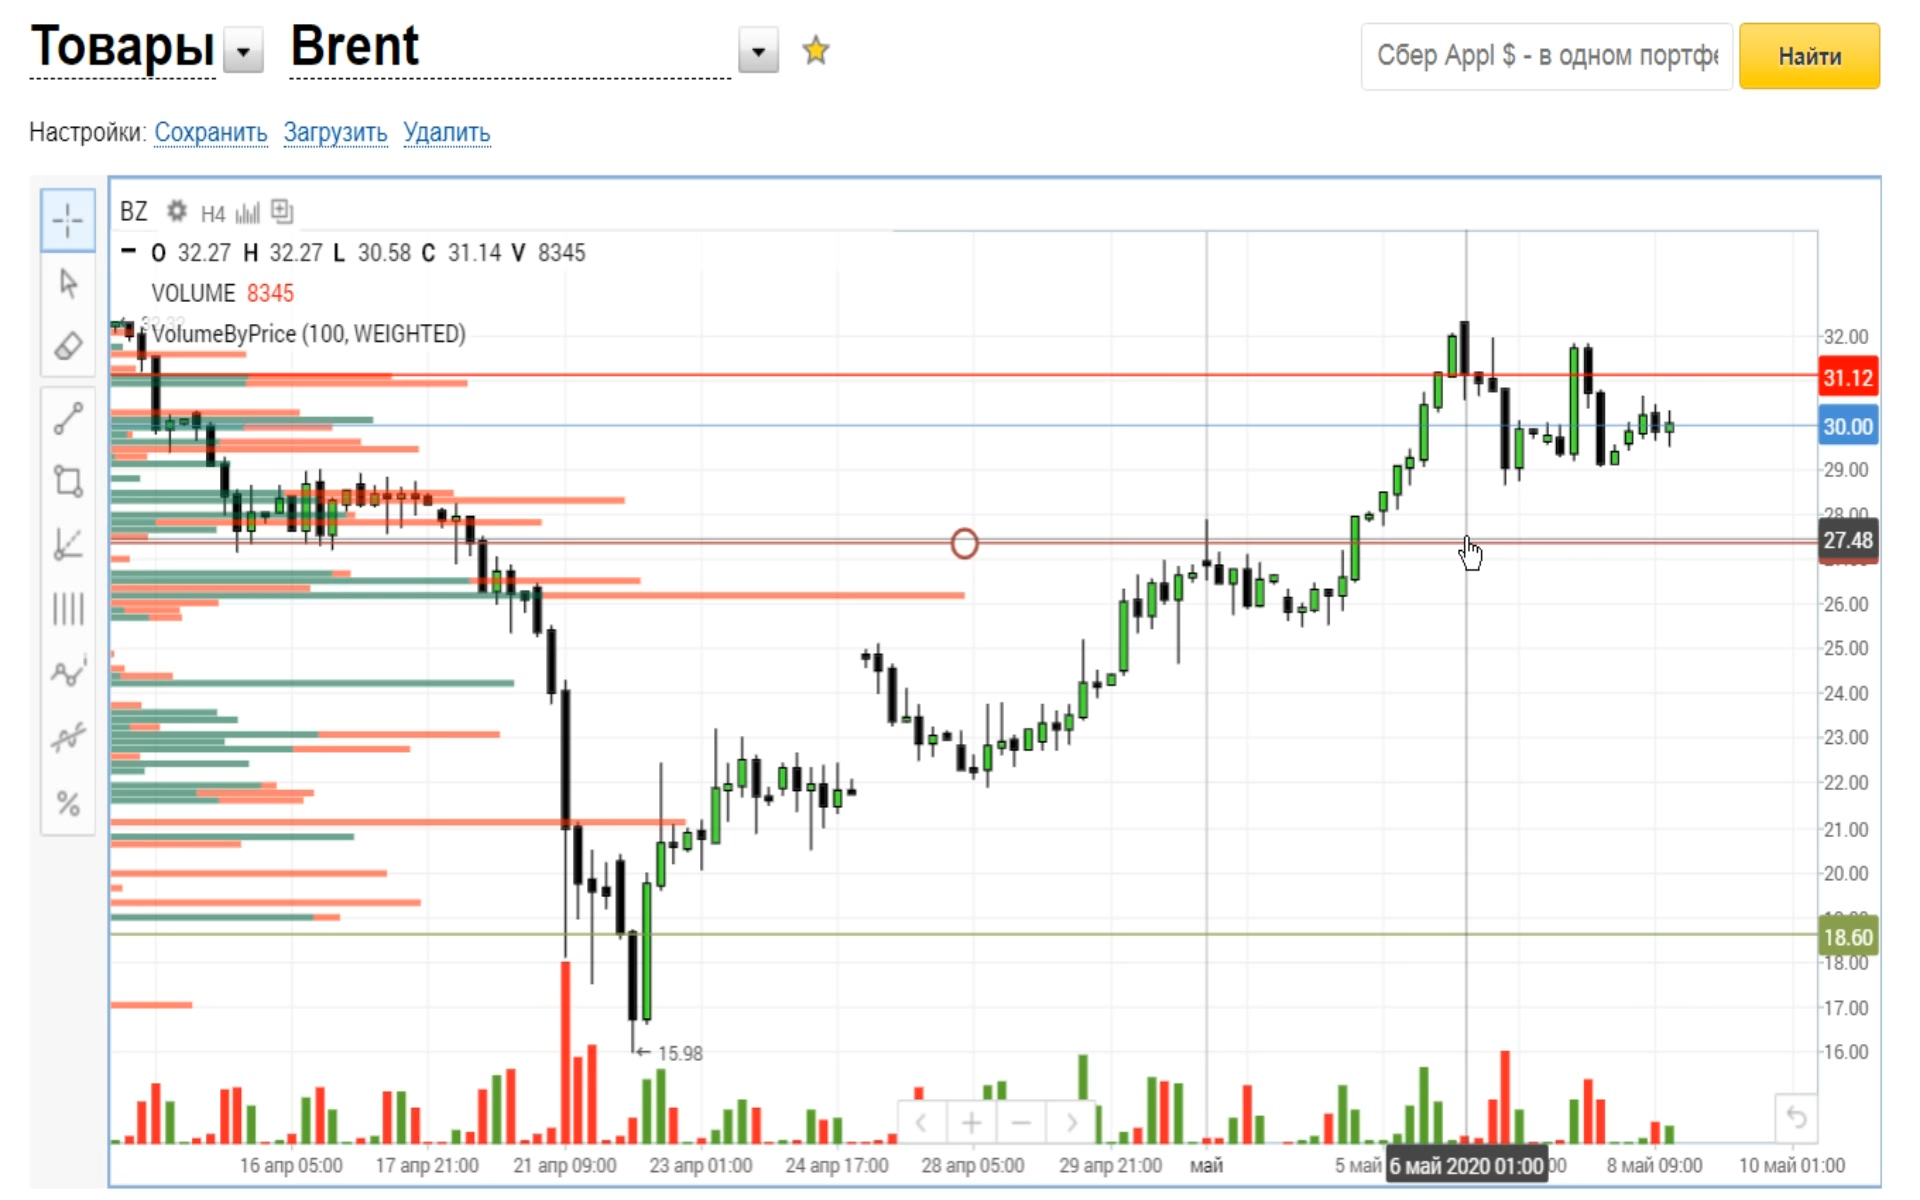 Товары Brent Сбер Appl $ - в одном портфе Найти
Настройки: Сохранить Загрузить Удалить
BZ H4
O 32.27 H 32.27 L 30.58 C 31.14 V 8345
VOLUME 8345
VolumeByPrice (100, WEIGHTED)
32.00
31.12
30.00
29.00
28.00
27.48
26.00
25.00
24.00
23.00
22.00
21.00
20.00
18.60
18.00
17.00
← 15.98 16.00
16 апр 05:00 17 апр 21:00 21 апр 09:00 23 апр 01:00 24 апр 17:00 28 апр 05:00 29 апр 21:00 май 5 май 6 май 2020 01:00 00 8 май 09:00 10 май 01:00